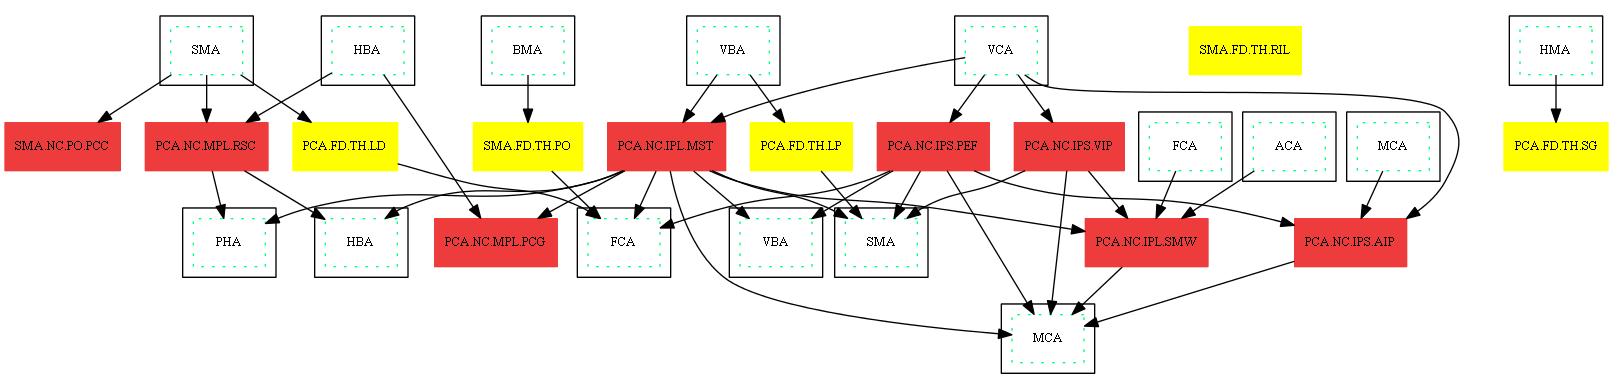 SMA
HBA
BMA
VBA
VCA
SMA.FD.TH.RIL
HMA
SMA.NC.PO.PCC
PCA.NC.MPL.RSC
PCA.FD.TH.LD
SMA.FD.TH.PO
PCA.NC.IPL.MST
PCA.FD.TH.LP
PCA.NC.IPS.PEF
PCA.NC.IPS.VIP
FCA
ACA
MCA
PCA.FD.TH.SG
PHA
HBA
PCA.NC.MPL.PCG
FCA
VBA
SMA
PCA.NC.IPL.SMW
PCA.NC.IPS.AIP
MCA